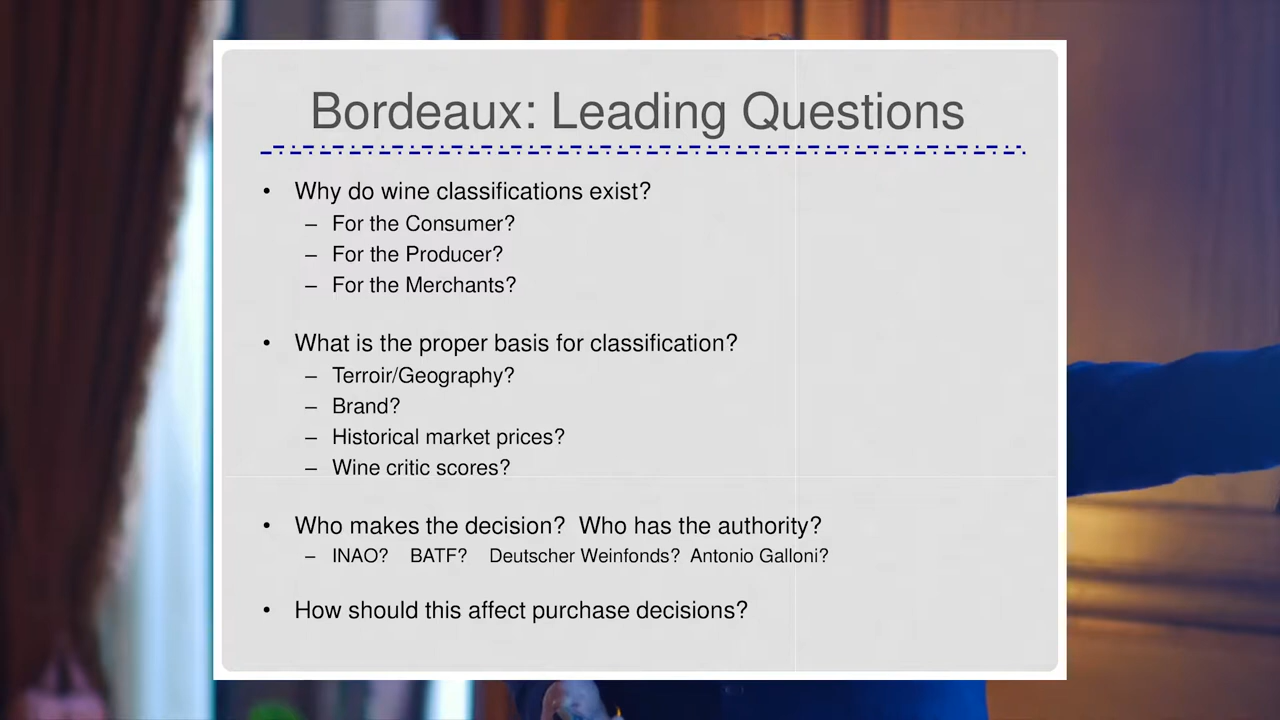 Bordeaux: Leading Questions
• Why do wine classifications exist?
– For the Consumer?
– For the Producer?
– For the Merchants?
• What is the proper basis for classification?
– Terroir/Geography?
– Brand?
– Historical market prices?
– Wine critic scores?
• Who makes the decision?  Who has the authority?
– INAO?    BATF?    Deutscher Weinfonds?  Antonio Galloni?
• How should this affect purchase decisions?